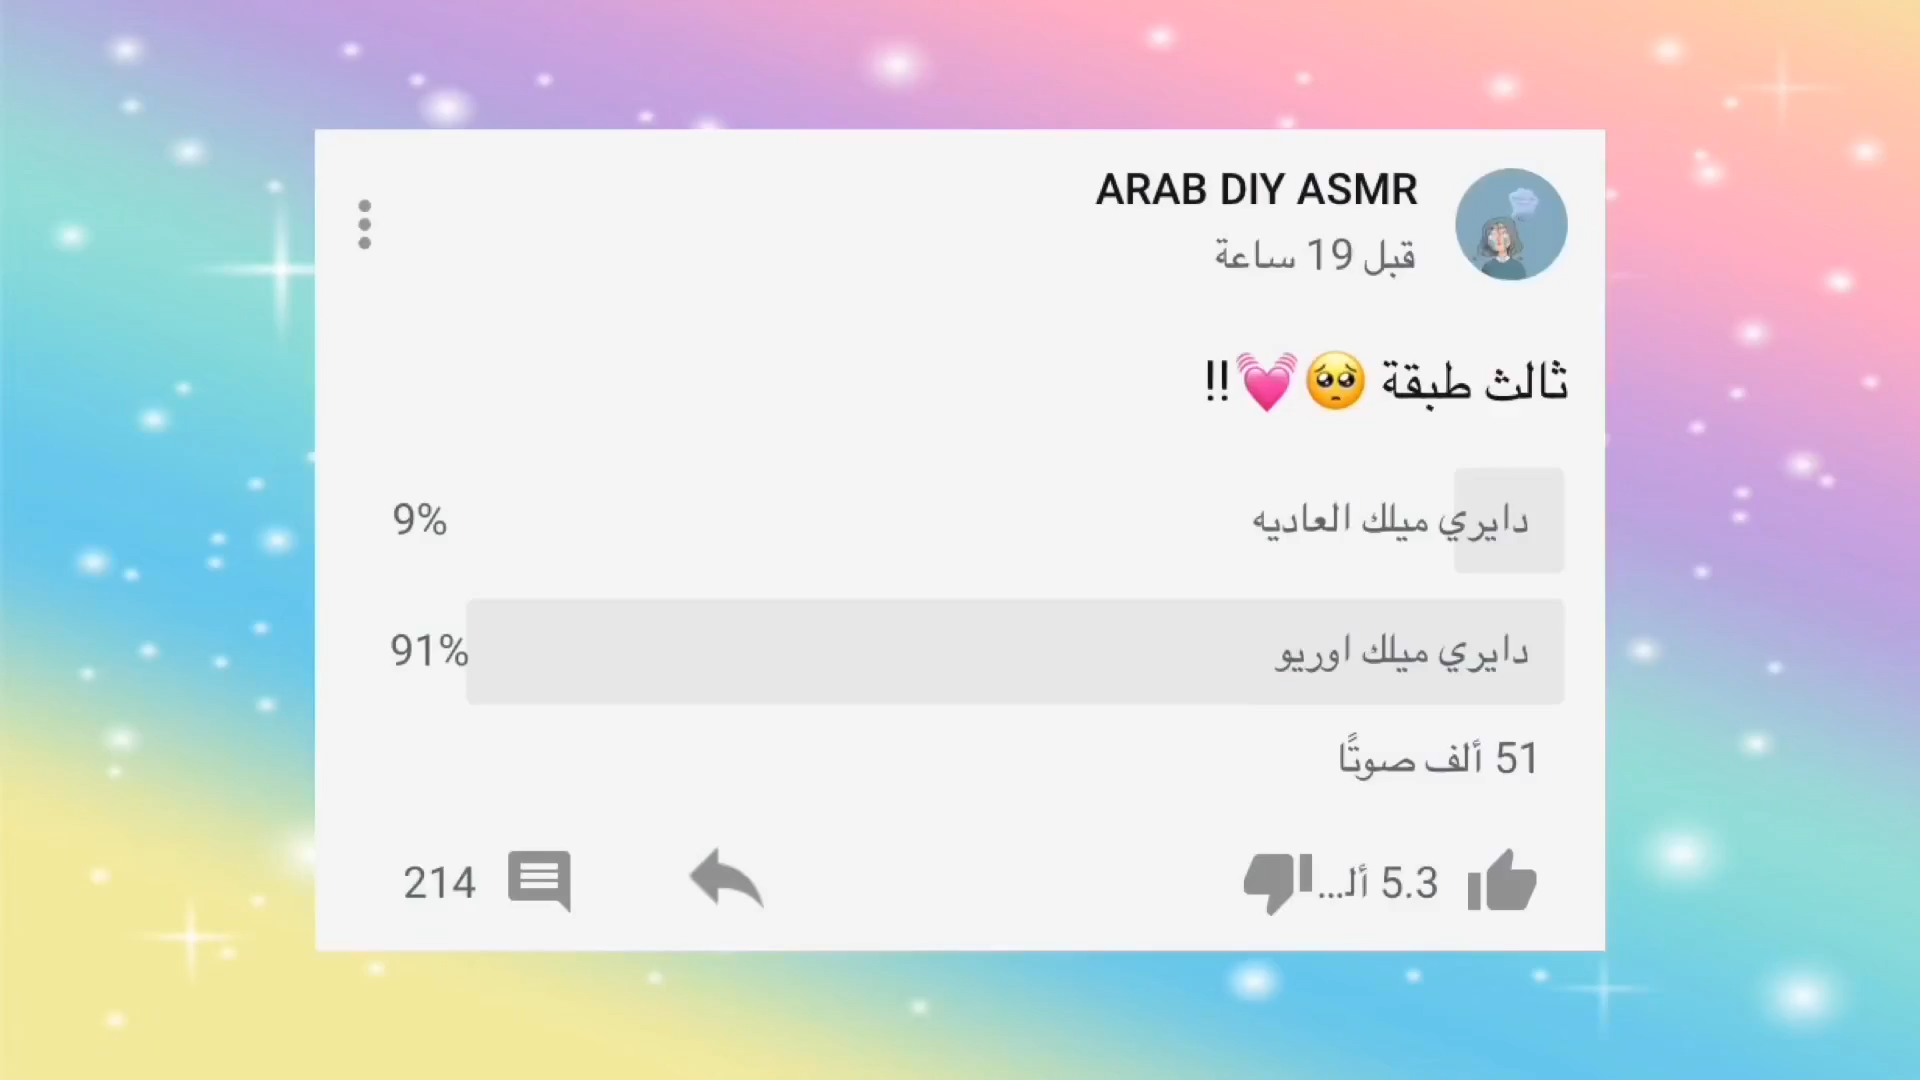 ARAB DIY ASMR
قبل 19 ساعة
ثالث طبقة 🥺💓!!
دايري ميلك العاديه 9%
دايري ميلك اوريو 91%
51 ألف صوتًا
5.3 ألـ...
214